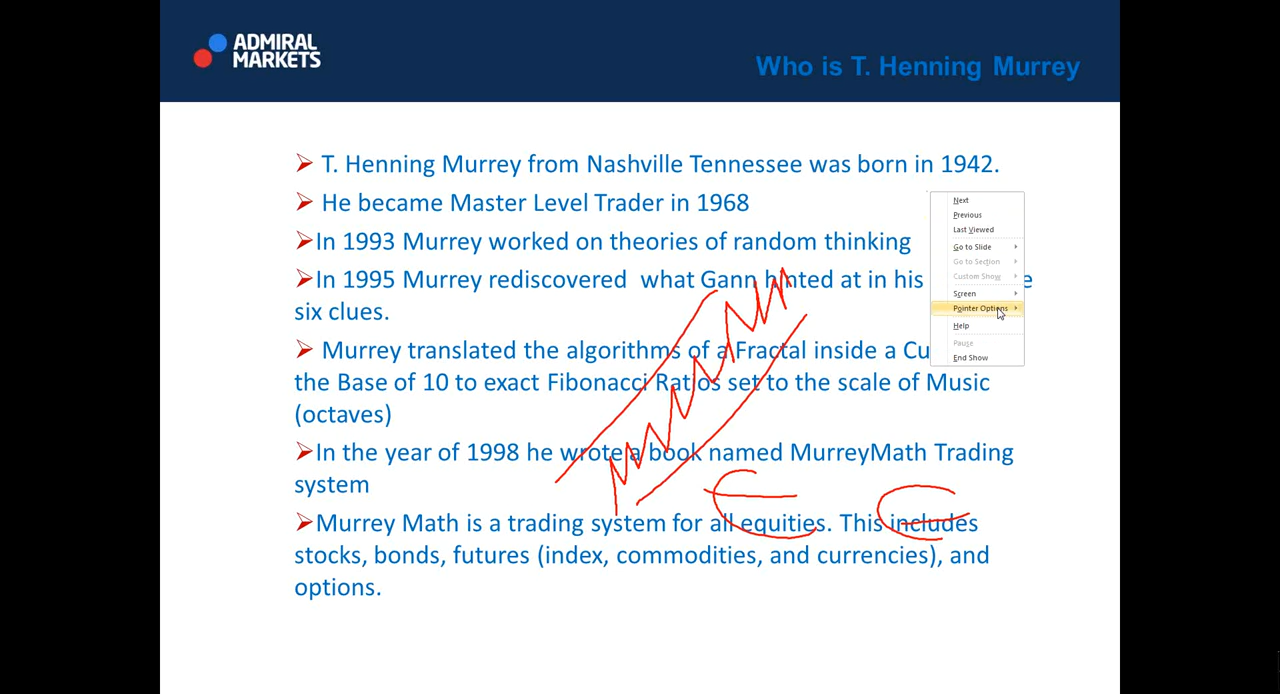 ADMIRAL
MARKETS
Who is T. Henning Murrey
T. Henning Murrey from Nashville Tennessee was born in 1942.
He became Master Level Trader in 1968
In 1993 Murrey worked on theories of random thinking
In 1995 Murrey rediscovered what Gann hinted at in his e
six clues.
Murrey translated the algorithms of a Fractal inside a Cu
the Base of 10 to exact Fibonacci Ratios set to the scale of Music
(octaves)
In the year of 1998 he wrote a book named MurreyMath Trading
system
Murrey Math is a trading system for all equities. This includes
stocks, bonds, futures (index, commodities, and currencies), and
options.
Next
Previous
Last Viewed
Go to Slide
Go to Section
Custom Show
Screen
Pointer Options
Help
Pause
End Show